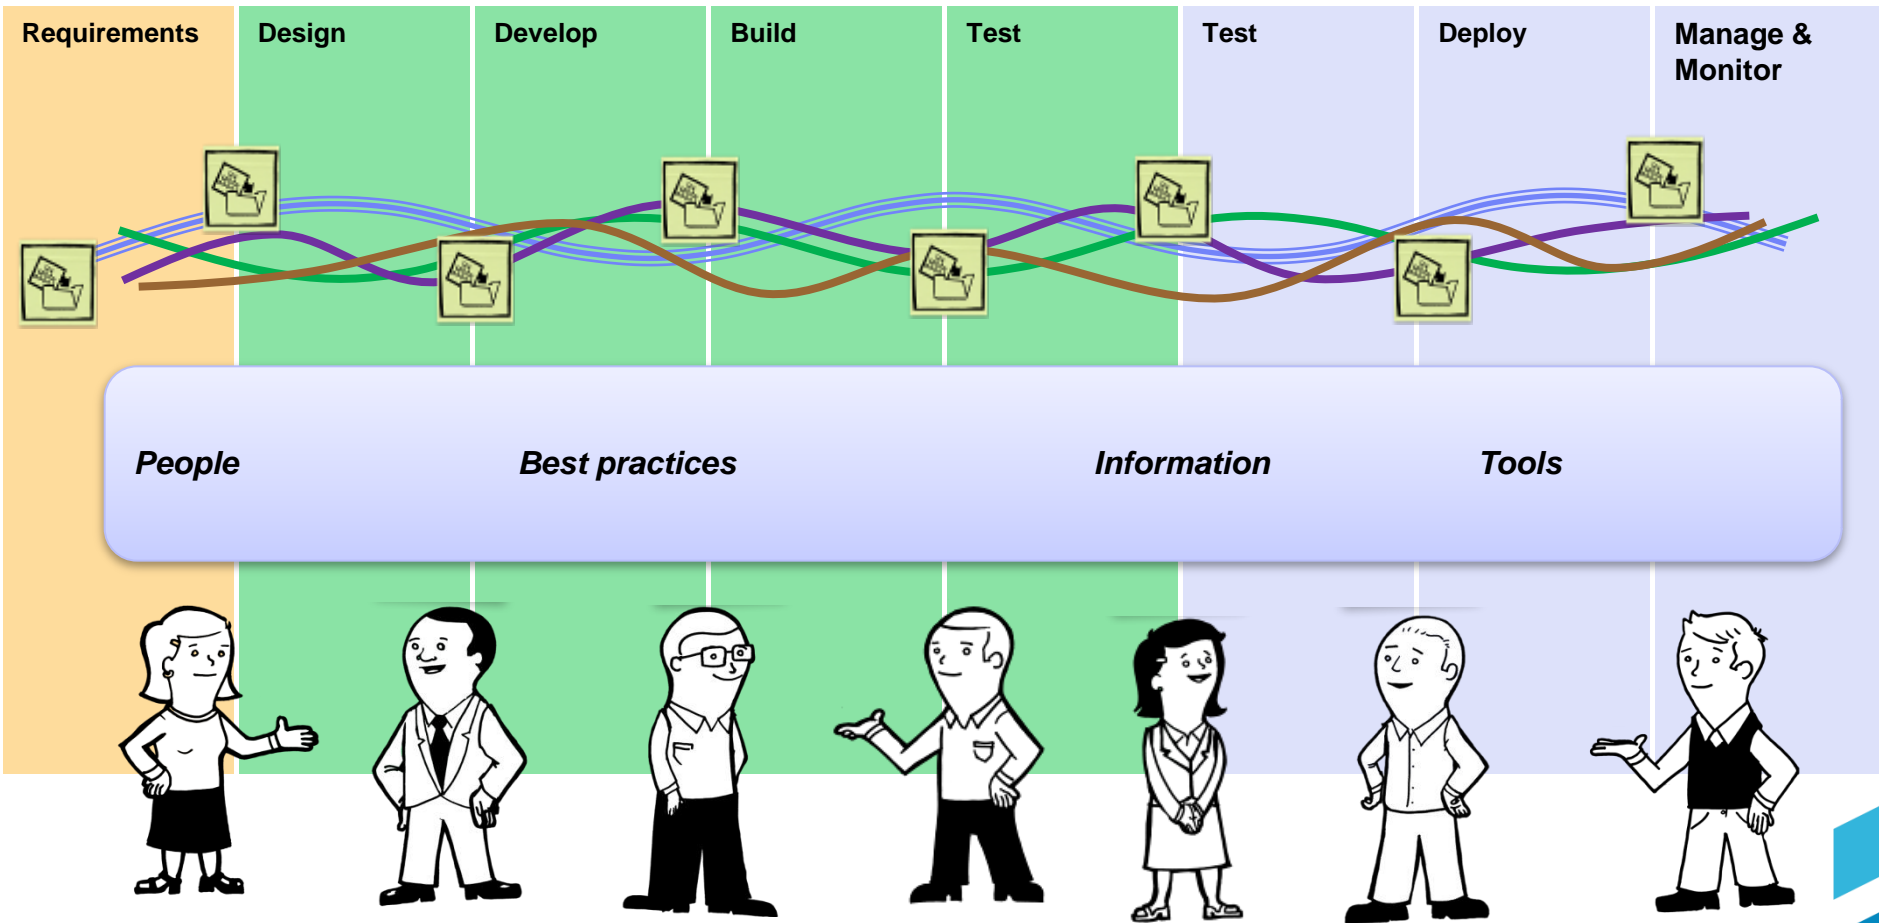 Requirements
Design
Develop
Build
Test
Test
Deploy
Manage &
Monitor
People
Best practices
Information
Tools